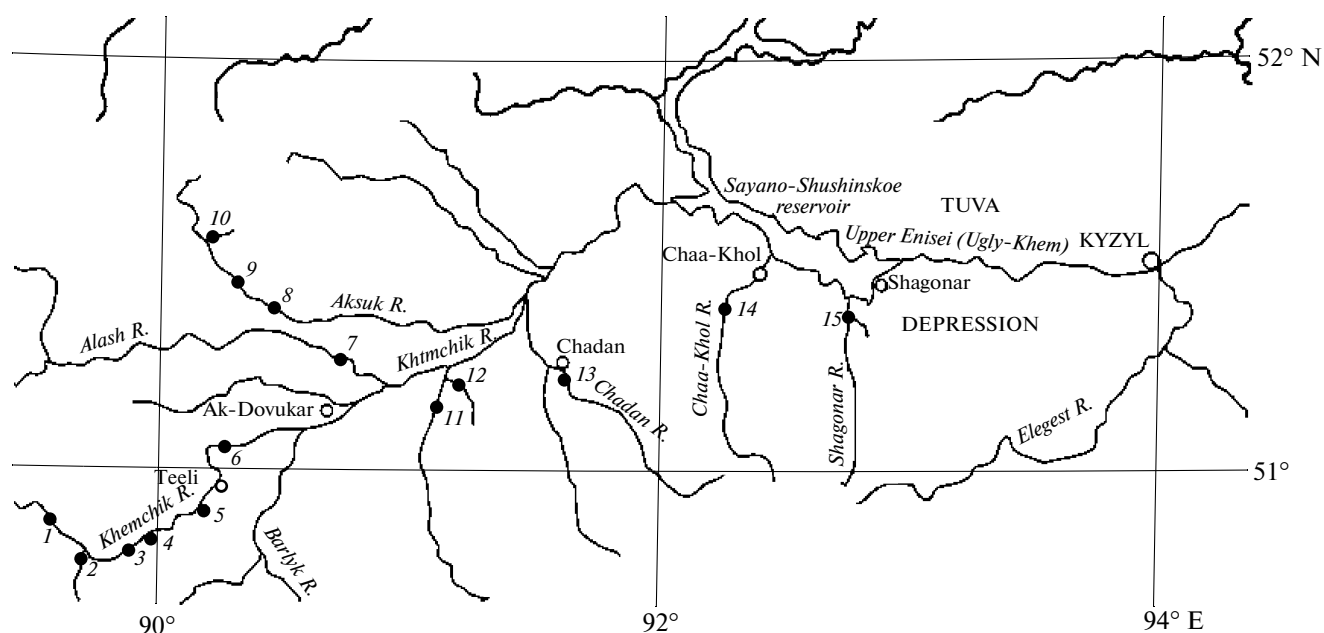 52° N
Sayano-Shushinskoe
reservoir
TUVA
10
Upper Enisei (Ugly-Khem)
KYZYL
Chaa-Khol
9
Shagonar
8
Aksuk R.
14
15
DEPRESSION
Alash R.
7
Khtmchik R.
Chadan
12
13
Chaa-Khol R.
Ak-Dovukar
11
Chadan R.
Shagonar R.
Elegest R.
6
Teeli
51°
Khemchik R.
5
1
4
3
2
Barlyk R.
90°
92°
94° E